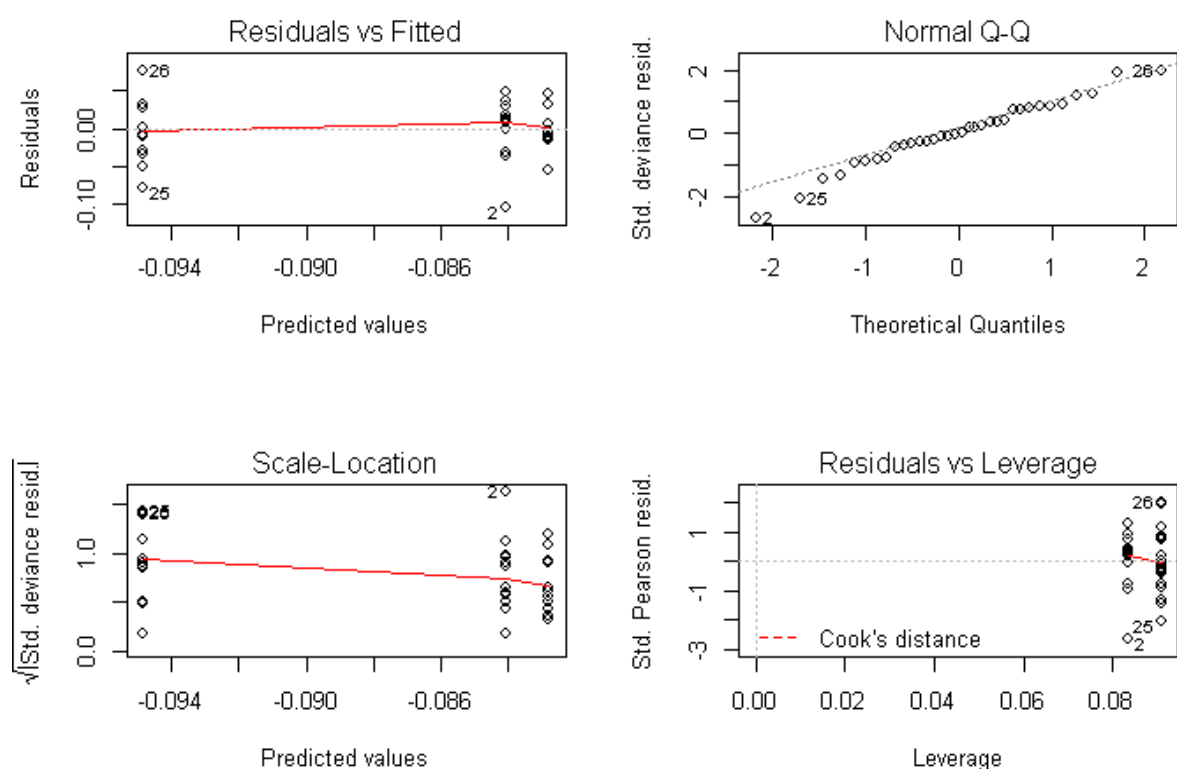 Residuals vs Fitted
Residuals
0.00
-0.10
26
25
2
-0.094
-0.090
-0.086
Predicted values
Normal Q-Q
Std. deviance resid.
2
0
-2
26
25
2
-2
-1
0
1
2
Theoretical Quantiles
Scale-Location
√|Std. deviance resid.|
1.0
0.0
2
-0.094
-0.090
-0.086
Predicted values
Residuals vs Leverage
Std. Pearson resid.
1
-1
-3
26
25
2
Cook's distance
0.00
0.02
0.04
0.06
0.08
Leverage